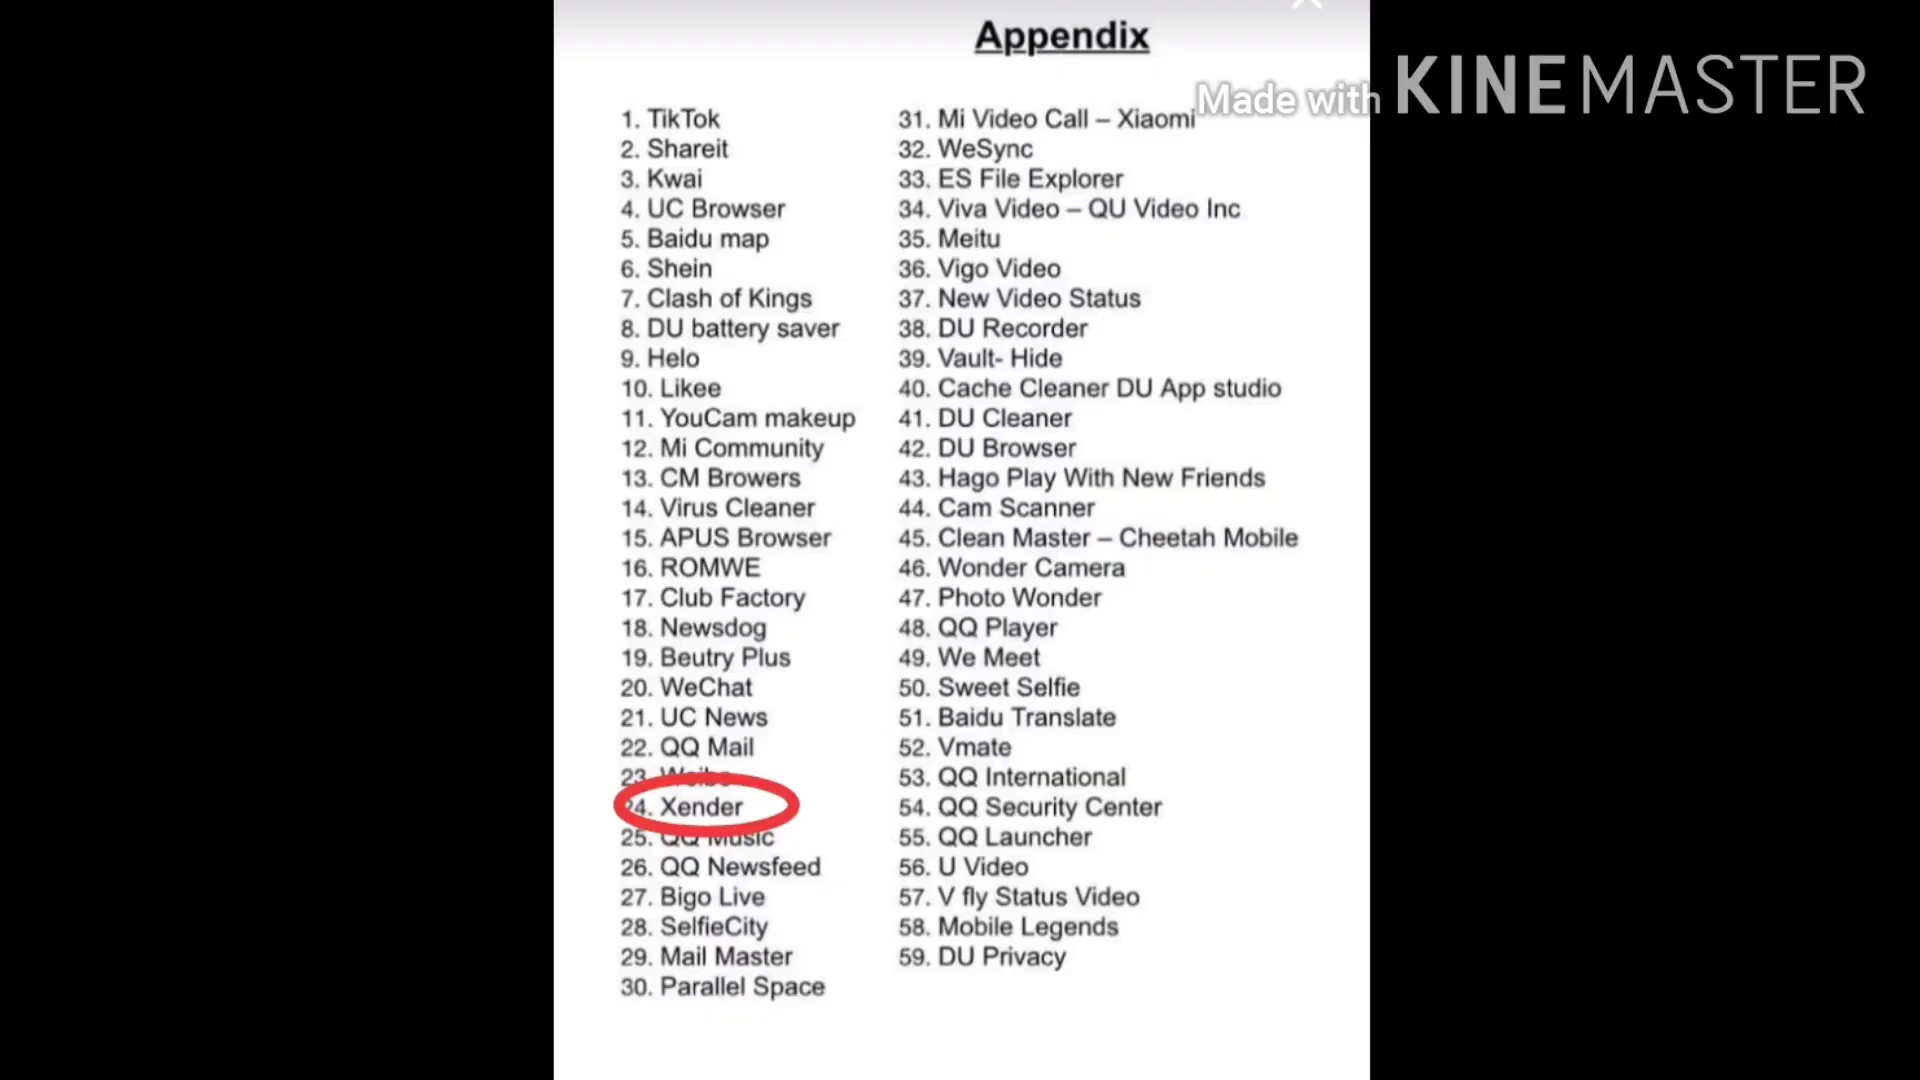 Appendix
Made with KINEMASTER
1. TikTok
2. Shareit
3. Kwai
4. UC Browser
5. Baidu map
6. Shein
7. Clash of Kings
8. DU battery saver
9. Helo
10. Likee
11. YouCam makeup
12. Mi Community
13. CM Browers
14. Virus Cleaner
15. APUS Browser
16. ROMWE
17. Club Factory
18. Newsdog
19. Beutry Plus
20. WeChat
21. UC News
22. QQ Mail
23. Weibo
24. Xender
25. QQ Music
26. QQ Newsfeed
27. Bigo Live
28. SelfieCity
29. Mail Master
30. Parallel Space
31. Mi Video Call – Xiaomi
32. WeSync
33. ES File Explorer
34. Viva Video – QU Video Inc
35. Meitu
36. Vigo Video
37. New Video Status
38. DU Recorder
39. Vault- Hide
40. Cache Cleaner DU App studio
41. DU Cleaner
42. DU Browser
43. Hago Play With New Friends
44. Cam Scanner
45. Clean Master – Cheetah Mobile
46. Wonder Camera
47. Photo Wonder
48. QQ Player
49. We Meet
50. Sweet Selfie
51. Baidu Translate
52. Vmate
53. QQ International
54. QQ Security Center
55. QQ Launcher
56. U Video
57. V fly Status Video
58. Mobile Legends
59. DU Privacy